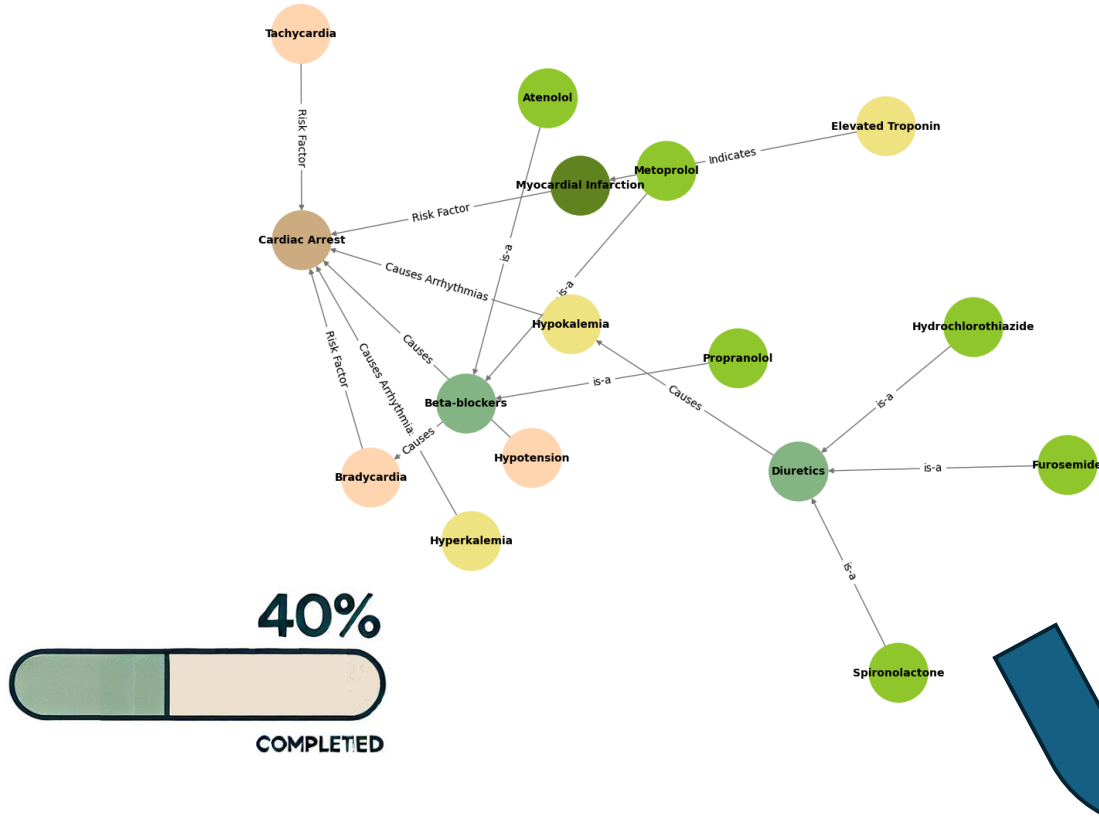 Tachycardia
Atenolol
Elevated Troponin
Risk Factor
Indicates
Metoprolol
Myocardial Infarction
Risk Factor
Cardiac Arrest
is-a
Causes Arrhythmias
is-a
Hypokalemia
Hydrochlorothiazide
Causes
Propranolol
Risk Factor
Causes Arrhythmia
is-a
Causes
is-a
Beta-blockers
Causes
Hypotension
Bradycardia
Diuretics
is-a
Furosemide
Hyperkalemia
is-a
40%
Spironolactone
COMPLETED